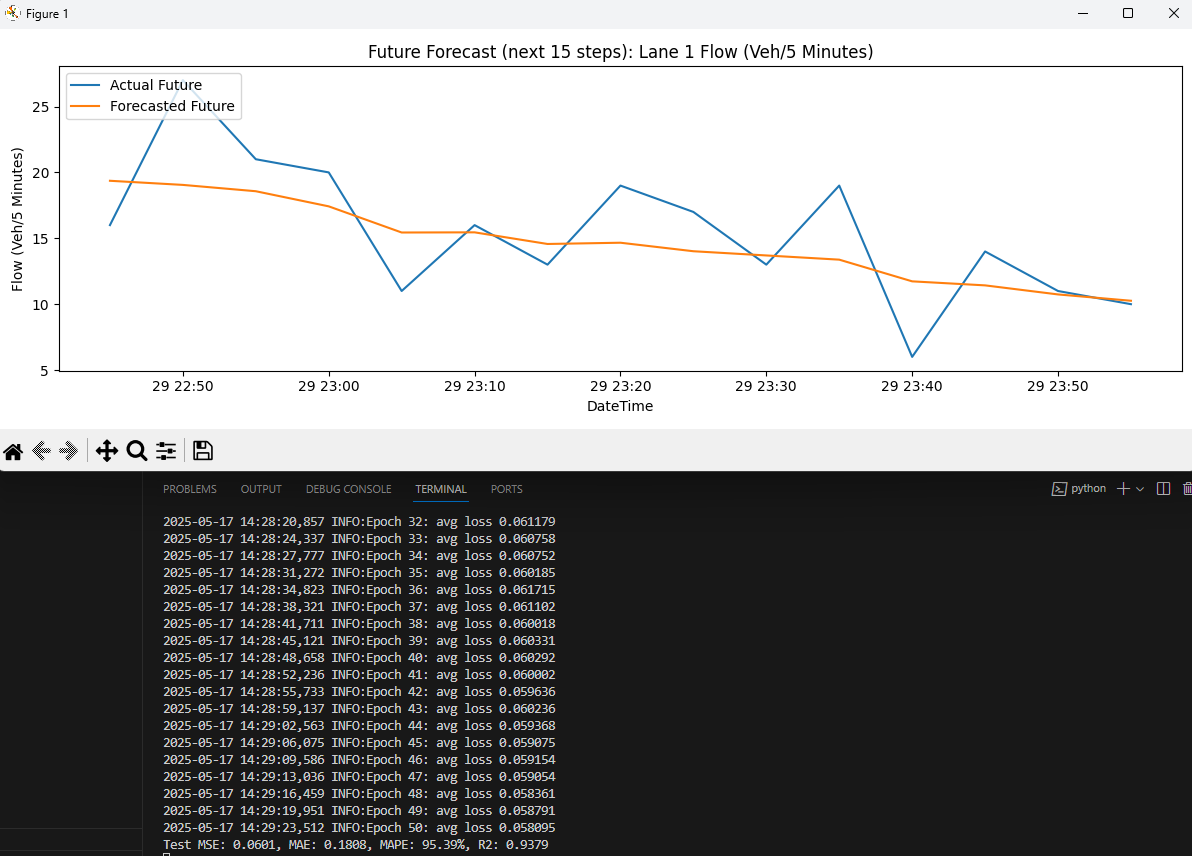 Figure 1
Future Forecast (next 15 steps): Lane 1 Flow (Veh/5 Minutes)
Actual Future
Forecasted Future
Flow (Veh/5 Minutes)
25
20
15
10
5
29 22:50 29 23:00 29 23:10 29 23:20 29 23:30 29 23:40 29 23:50
DateTime
PROBLEMS OUTPUT DEBUG CONSOLE TERMINAL PORTS python
2025-05-17 14:28:20,857 INFO:Epoch 32: avg loss 0.061179
2025-05-17 14:28:24,337 INFO:Epoch 33: avg loss 0.060758
2025-05-17 14:28:27,777 INFO:Epoch 34: avg loss 0.060752
2025-05-17 14:28:31,272 INFO:Epoch 35: avg loss 0.060185
2025-05-17 14:28:34,823 INFO:Epoch 36: avg loss 0.061715
2025-05-17 14:28:38,321 INFO:Epoch 37: avg loss 0.061102
2025-05-17 14:28:41,711 INFO:Epoch 38: avg loss 0.060018
2025-05-17 14:28:45,121 INFO:Epoch 39: avg loss 0.060331
2025-05-17 14:28:48,658 INFO:Epoch 40: avg loss 0.060292
2025-05-17 14:28:52,236 INFO:Epoch 41: avg loss 0.060002
2025-05-17 14:28:55,733 INFO:Epoch 42: avg loss 0.059636
2025-05-17 14:28:59,137 INFO:Epoch 43: avg loss 0.060236
2025-05-17 14:29:02,563 INFO:Epoch 44: avg loss 0.059368
2025-05-17 14:29:06,075 INFO:Epoch 45: avg loss 0.059075
2025-05-17 14:29:09,586 INFO:Epoch 46: avg loss 0.059154
2025-05-17 14:29:13,036 INFO:Epoch 47: avg loss 0.059054
2025-05-17 14:29:16,459 INFO:Epoch 48: avg loss 0.058361
2025-05-17 14:29:19,951 INFO:Epoch 49: avg loss 0.058791
2025-05-17 14:29:23,512 INFO:Epoch 50: avg loss 0.058095
Test MSE: 0.0601, MAE: 0.1808, MAPE: 95.39%, R2: 0.9379